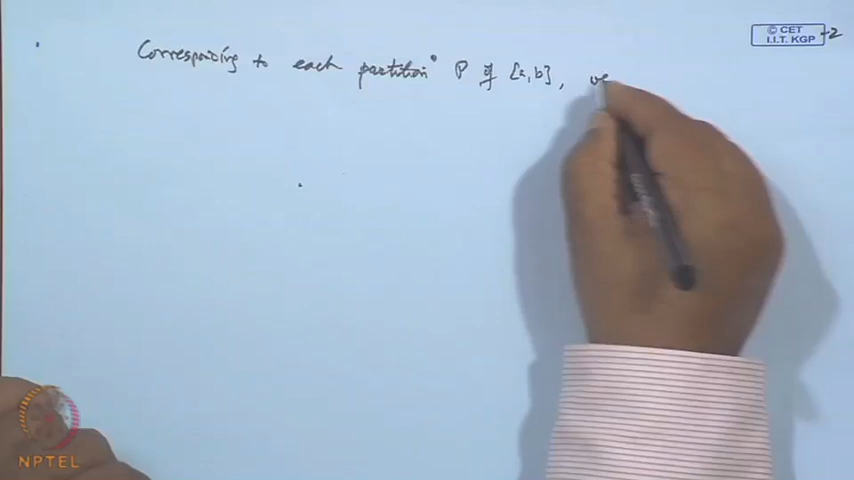 © CET
I.I.T. KGP
Corresponding to each partition P of [a,b], we
NPTEL